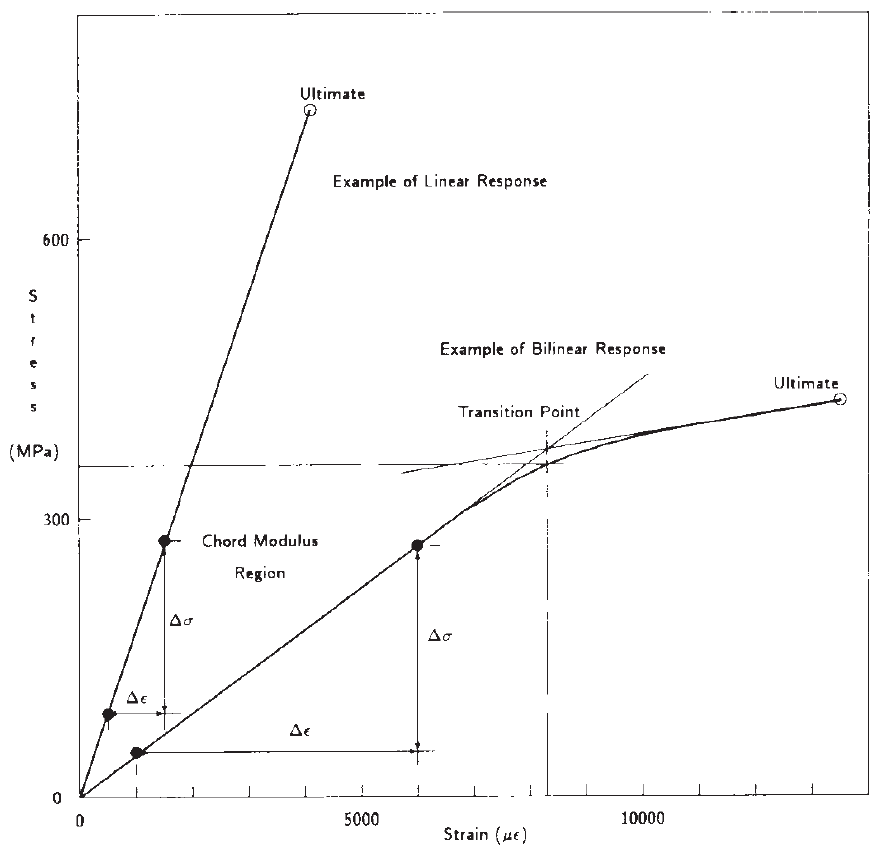 Ultimate
Example of Linear Response
600
Stress
(MPa)
Example of Bilinear Response
Ultimate
Transition Point
300
Chord Modulus
Region
Δσ
Δσ
Δϵ
Δϵ
0
0
5000
10000
Strain (μϵ)